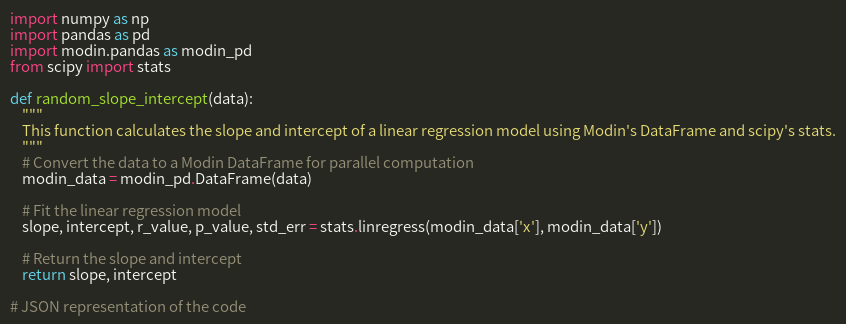 import numpy as np
import pandas as pd
import modin.pandas as modin_pd
from scipy import stats

def random_slope_intercept(data):
    """
    This function calculates the slope and intercept of a linear regression model using Modin's DataFrame and scipy's stats.
    """
    # Convert the data to a Modin DataFrame for parallel computation
    modin_data = modin_pd.DataFrame(data)

    # Fit the linear regression model
    slope, intercept, r_value, p_value, std_err = stats.linregress(modin_data['x'], modin_data['y'])

    # Return the slope and intercept
    return slope, intercept

# JSON representation of the code